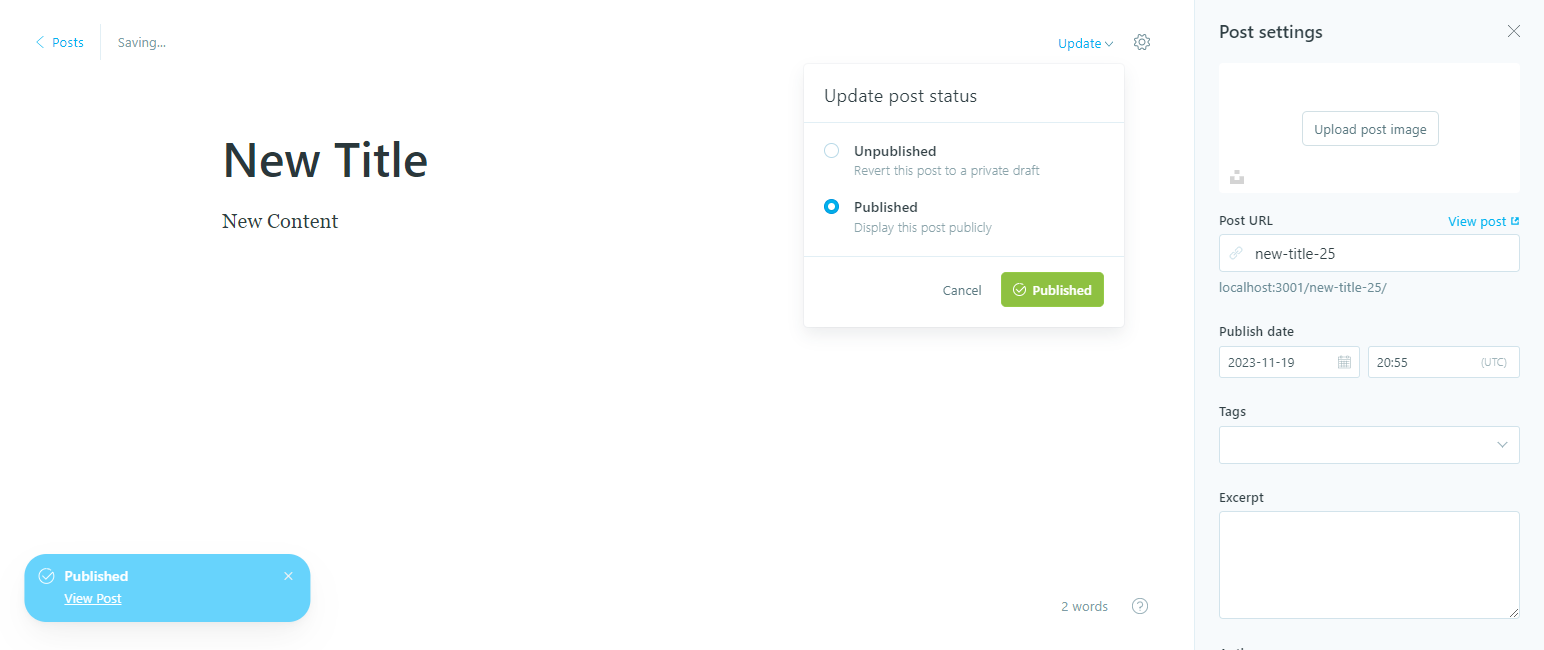 Posts
Saving...
Update
New Title
New Content
Update post status
Unpublished
Revert this post to a private draft
Published
Display this post publicly
Cancel
Published
Published
View Post
2 words
Post settings
Upload post image
Post URL
View post
new-title-25
localhost:3001/new-title-25/
Publish date
2023-11-19
20:55
(UTC)
Tags
Excerpt